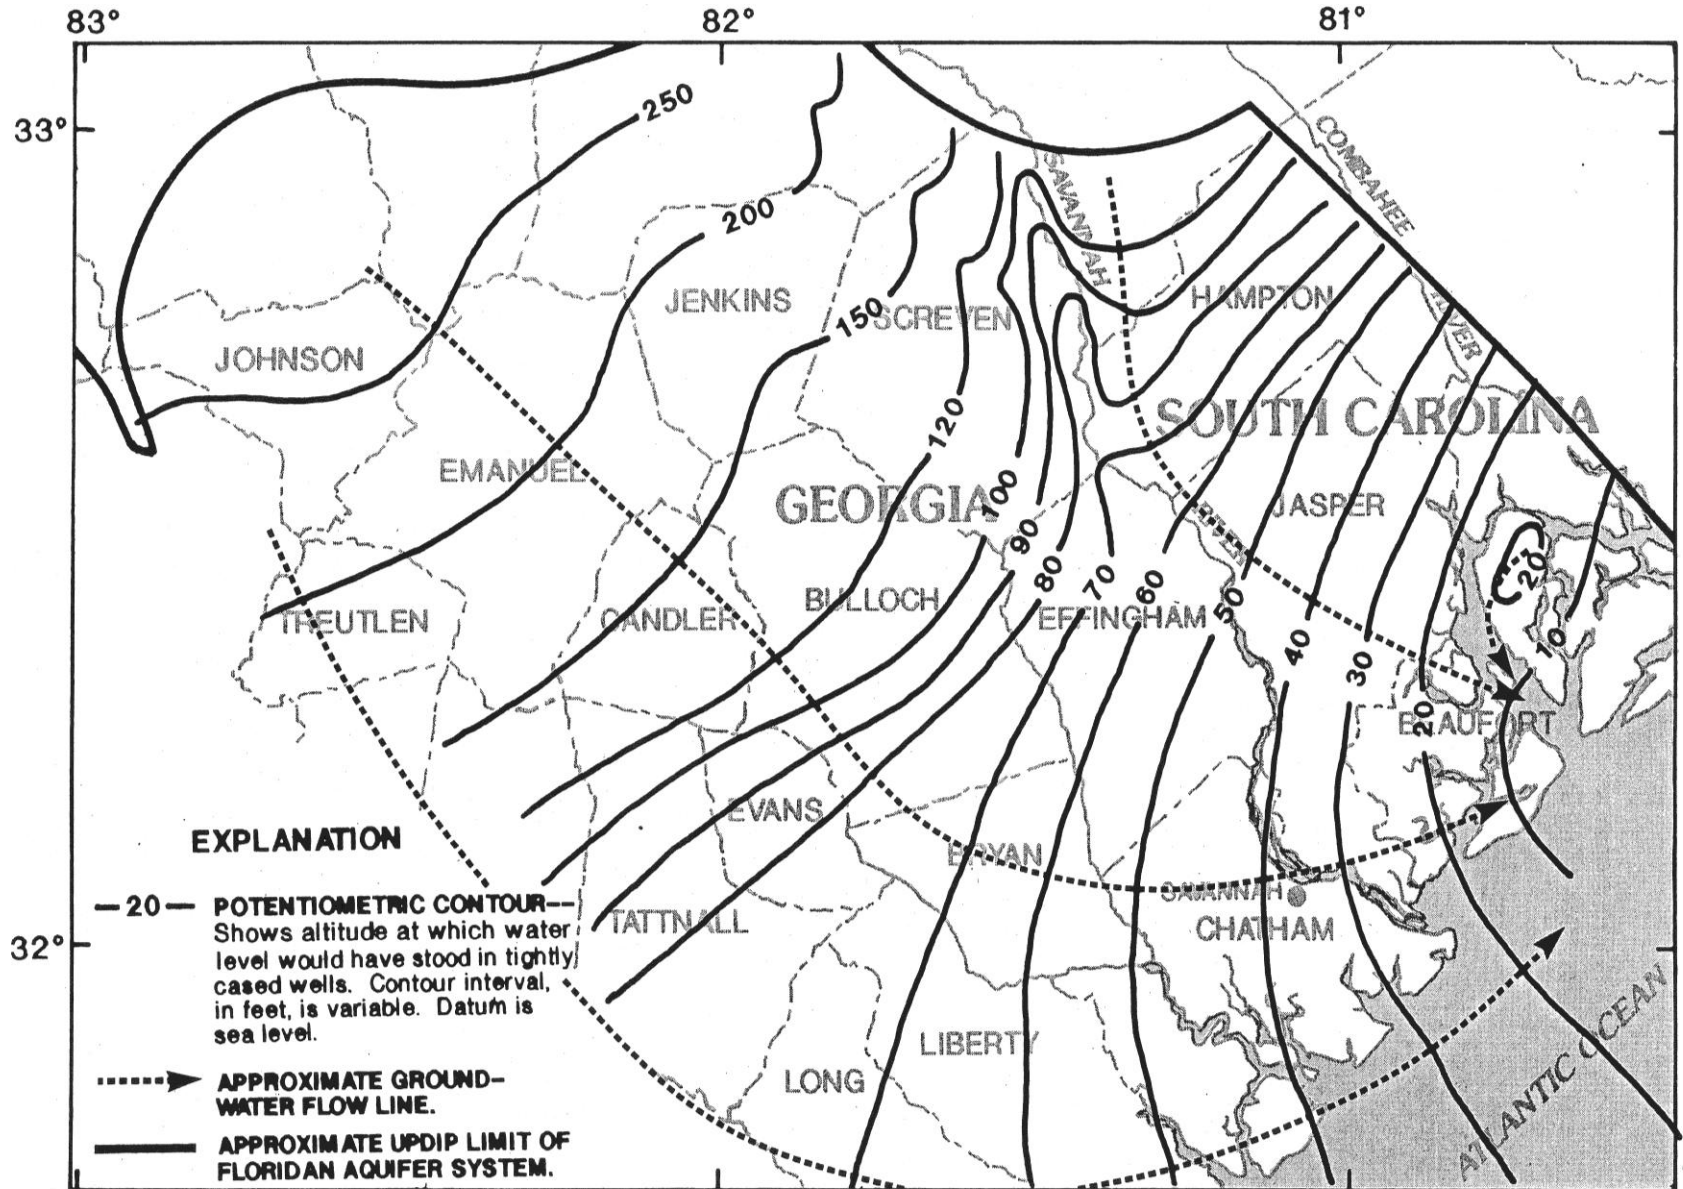 83°
82°
81°
33°
32°
250
200
150
120
100
90
80
70
60
50
40
30
20
10
20
COMBAHEE
RIVER
SAVANNAH
RIVER
HAMPTON
JENKINS
SCREVEN
JOHNSON
SOUTH CAROLINA
EMANUEL
GEORGIA
JASPER
BULLOCH
TREUTLEN
CANDLER
EFFINGHAM
BEAUFORT
EVANS
BRYAN
SAVANNAH
CHATHAM
TATTNALL
LIBERTY
LONG
ATLANTIC OCEAN
EXPLANATION
20
POTENTIOMETRIC CONTOUR--
Shows altitude at which water
level would have stood in tightly
cased wells. Contour interval,
in feet, is variable. Datum is
sea level.
APPROXIMATE GROUND-
WATER FLOW LINE.
APPROXIMATE UPDIP LIMIT OF
FLORIDAN AQUIFER SYSTEM.